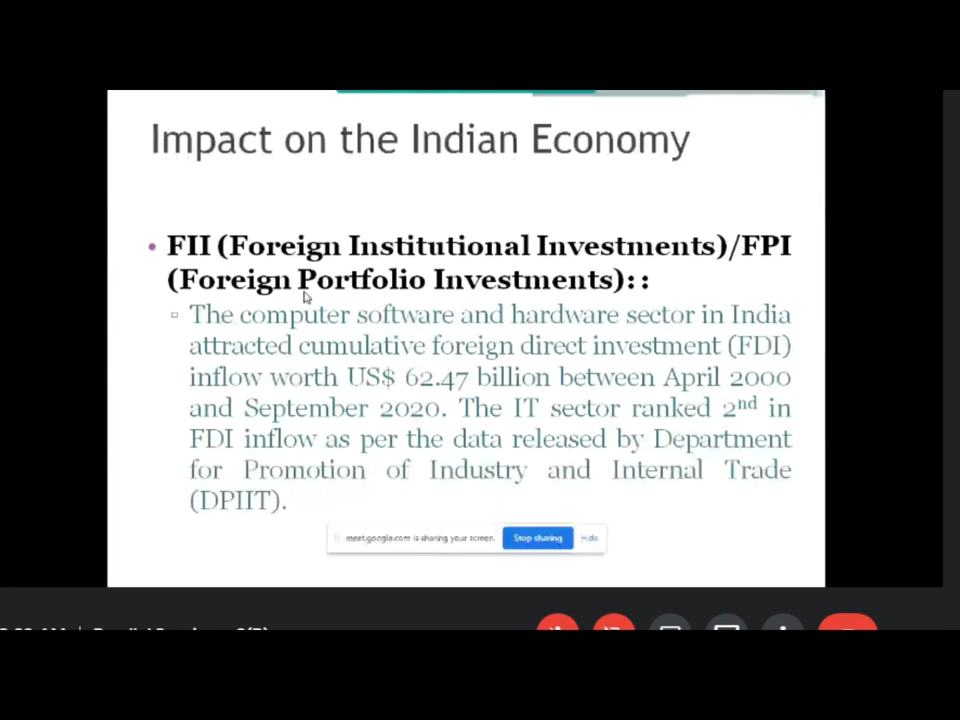 Impact on the Indian Economy
• FII (Foreign Institutional Investments)/FPI
(Foreign Portfolio Investments)::
▫ The computer software and hardware sector in India
attracted cumulative foreign direct investment (FDI)
inflow worth US$ 62.47 billion between April 2000
and September 2020. The IT sector ranked 2nd in
FDI inflow as per the data released by Department
for Promotion of Industry and Internal Trade
(DPIIT).
meet.google.com is sharing your screen. Stop sharing Hide